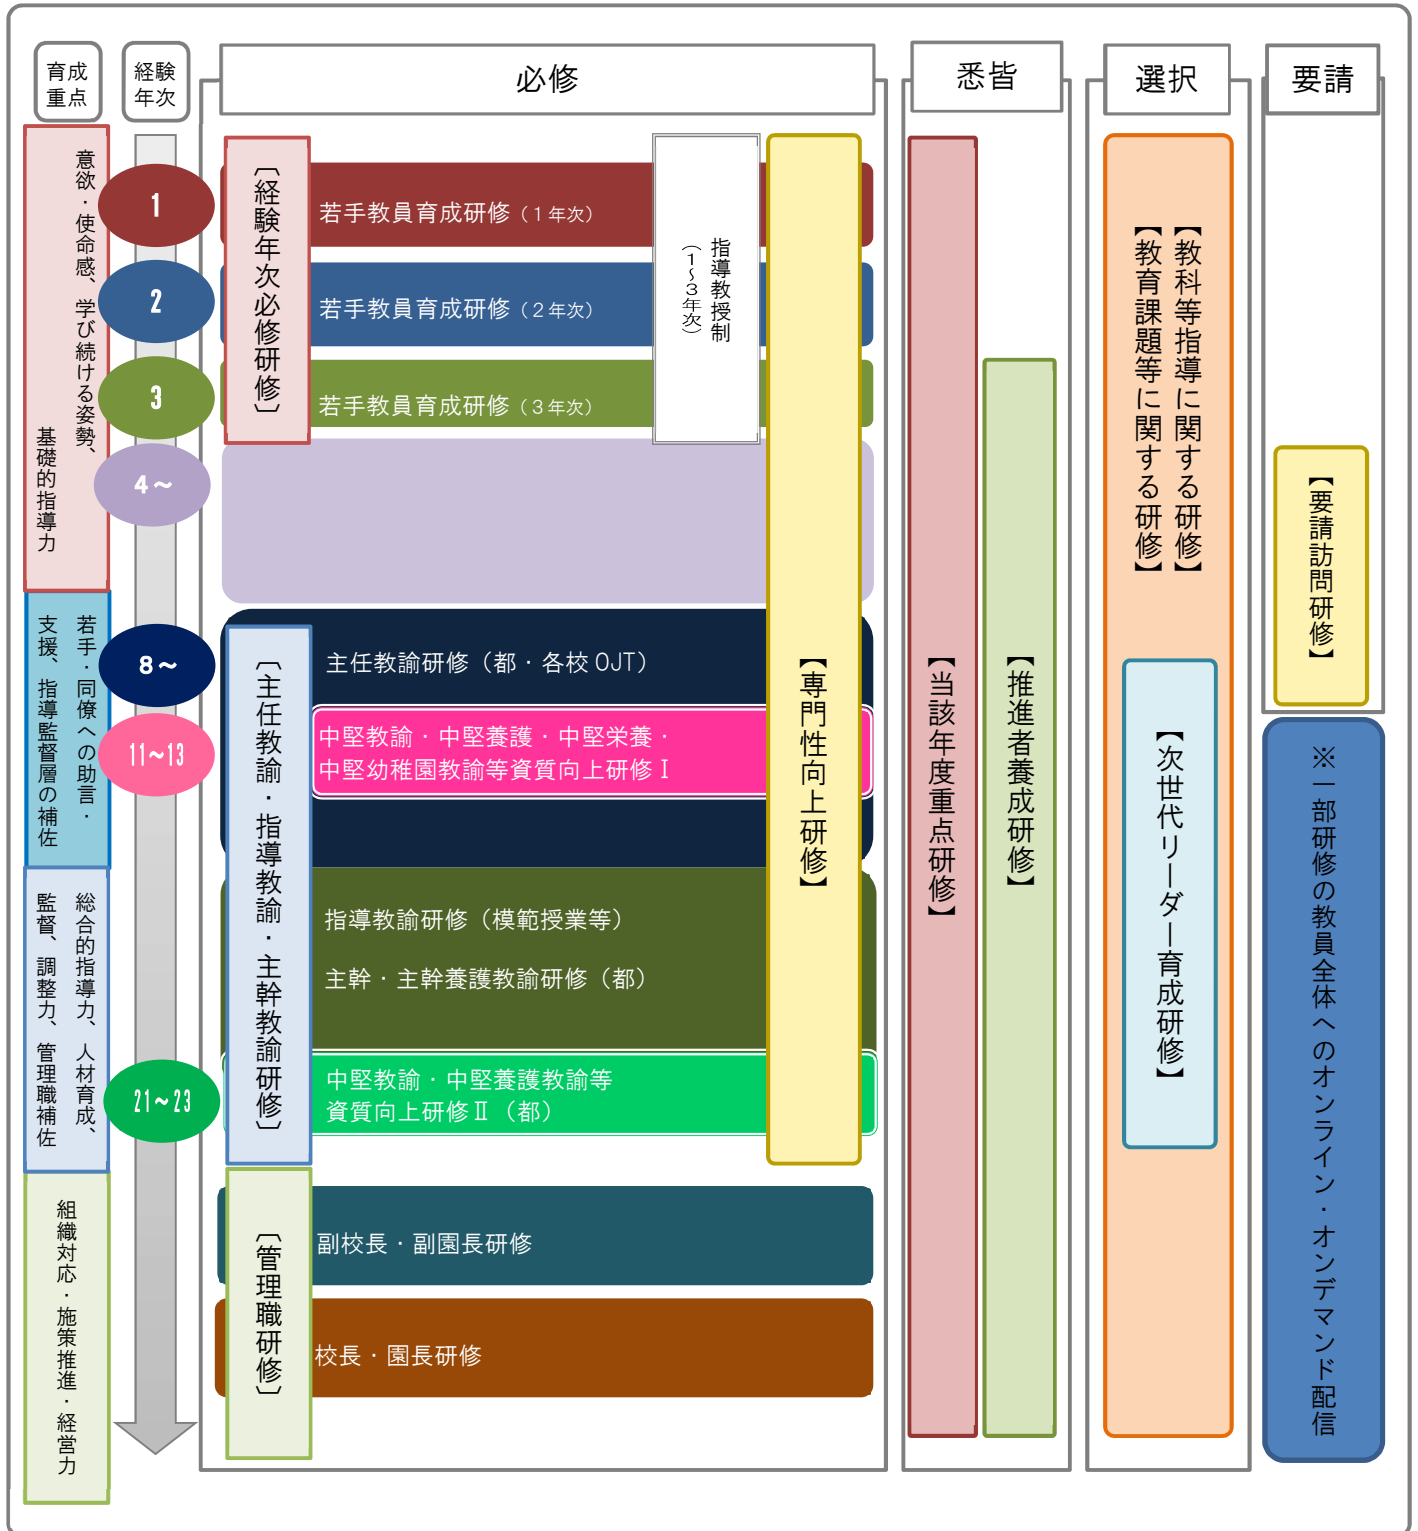 育成
重点
経験
年次
必修
悉皆
選択
要請
意欲・使命感、学び続ける姿勢、
基礎的指導力
若手・同僚への助言・
支援、指導監督層の補佐
総合的指導力、人材育成、
監督、調整力、管理職補佐
組織対応・施策推進・経営力
1
2
3
4～
8～
11～13
21～23
〔経験年次必修研修〕
若手教員育成研修（1年次）
若手教員育成研修（2年次）
若手教員育成研修（3年次）
指導教授制
（1～3年次）
〔主任教諭・指導教諭・主幹教諭研修〕
主任教諭研修（都・各校OJT）
中堅教諭・中堅養護・中堅栄養・
中堅幼稚園教諭等資質向上研修Ⅰ
指導教諭研修（模範授業等）
主幹・主幹養護教諭研修（都）
中堅教諭・中堅養護教諭等
資質向上研修Ⅱ（都）
〔管理職研修〕
副校長・副園長研修
校長・園長研修
【専門性向上研修】
【当該年度重点研修】
【推進者養成研修】
【教科等指導に関する研修】
【教育課題等に関する研修】
【次世代リーダー育成研修】
【要請訪問研修】
※一部研修の教員全体へのオンライン・オンデマンド配信